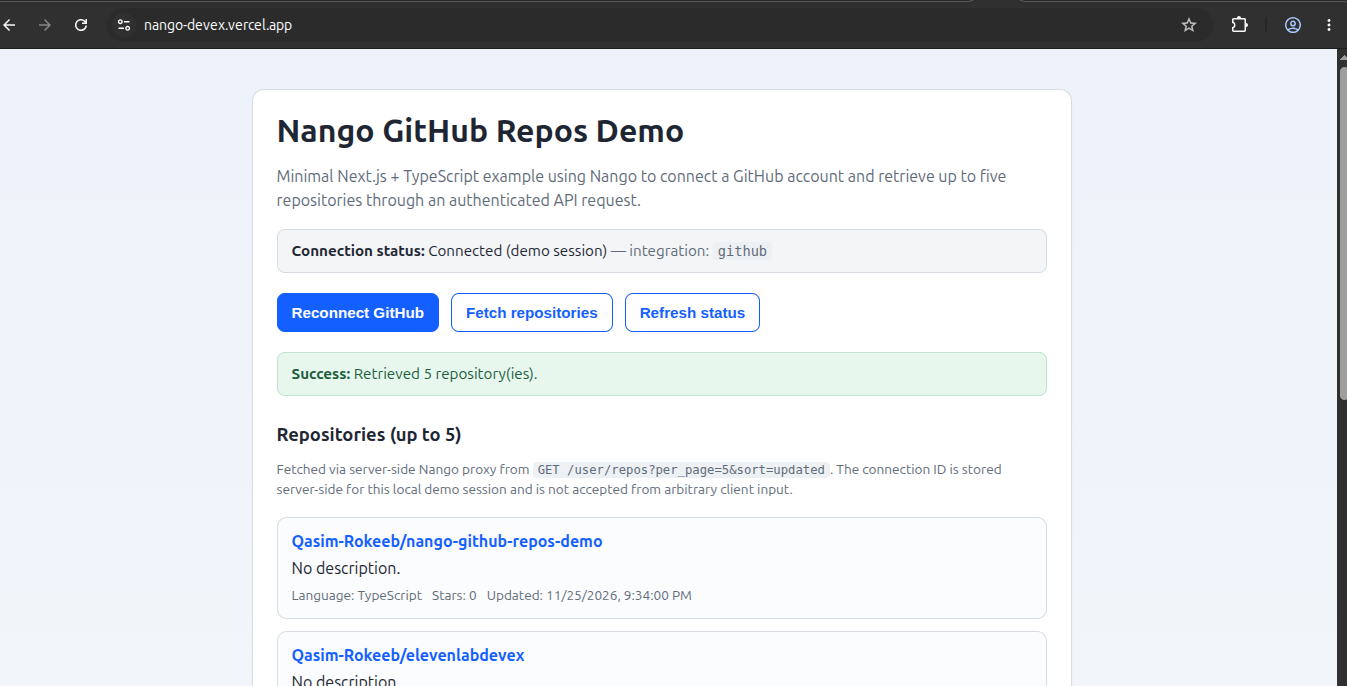 nango-devex.vercel.app
Nango GitHub Repos Demo
Minimal Next.js + TypeScript example using Nango to connect a GitHub account and retrieve up to five
repositories through an authenticated API request.
Connection status: Connected (demo session) — integration: github
Reconnect GitHub Fetch repositories Refresh status
Success: Retrieved 5 repository(ies).
Repositories (up to 5)
Fetched via server-side Nango proxy from GET /user/repos?per_page=5&sort=updated. The connection ID is stored
server-side for this local demo session and is not accepted from arbitrary client input.
Qasim-Rokeeb/nango-github-repos-demo
No description.
Language: TypeScript Stars: 0 Updated: 11/25/2026, 9:34:00 PM
Qasim-Rokeeb/elevenlabdevex
No description